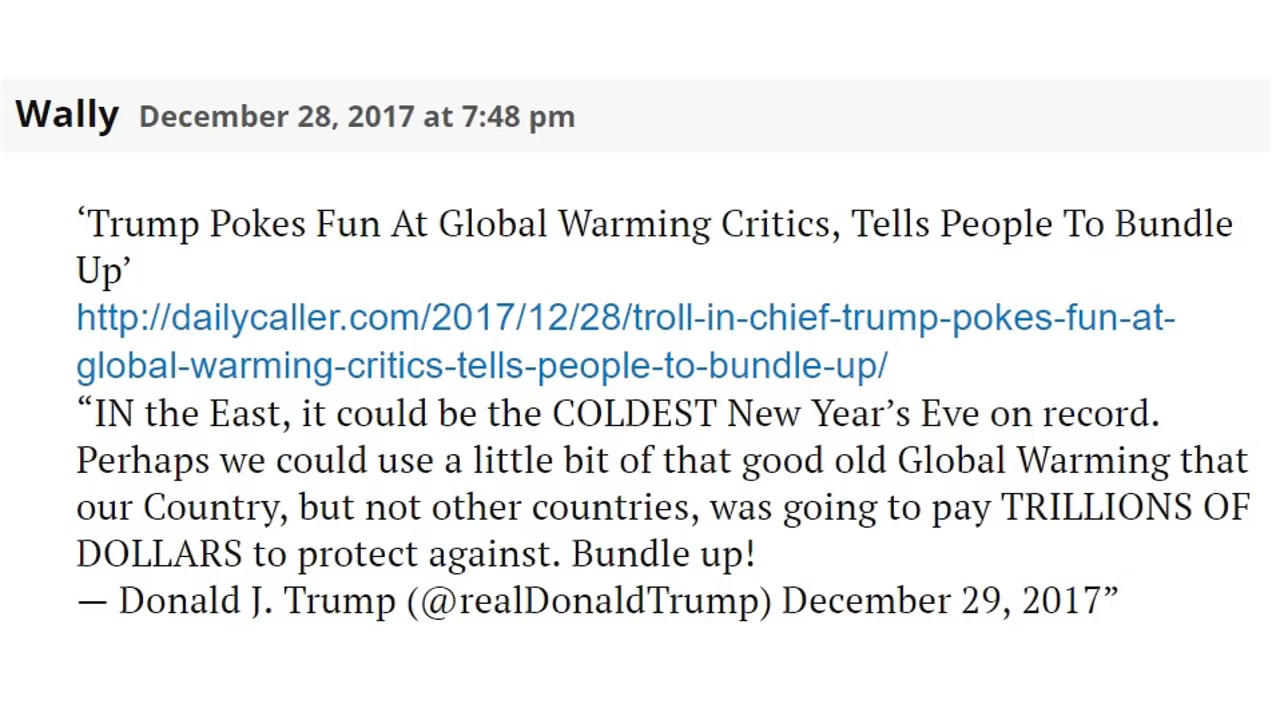 Wally December 28, 2017 at 7:48 pm
‘Trump Pokes Fun At Global Warming Critics, Tells People To Bundle
Up’
http://dailycaller.com/2017/12/28/troll-in-chief-trump-pokes-fun-at-
global-warming-critics-tells-people-to-bundle-up/
“IN the East, it could be the COLDEST New Year’s Eve on record.
Perhaps we could use a little bit of that good old Global Warming that
our Country, but not other countries, was going to pay TRILLIONS OF
DOLLARS to protect against. Bundle up!
— Donald J. Trump (@realDonaldTrump) December 29, 2017”